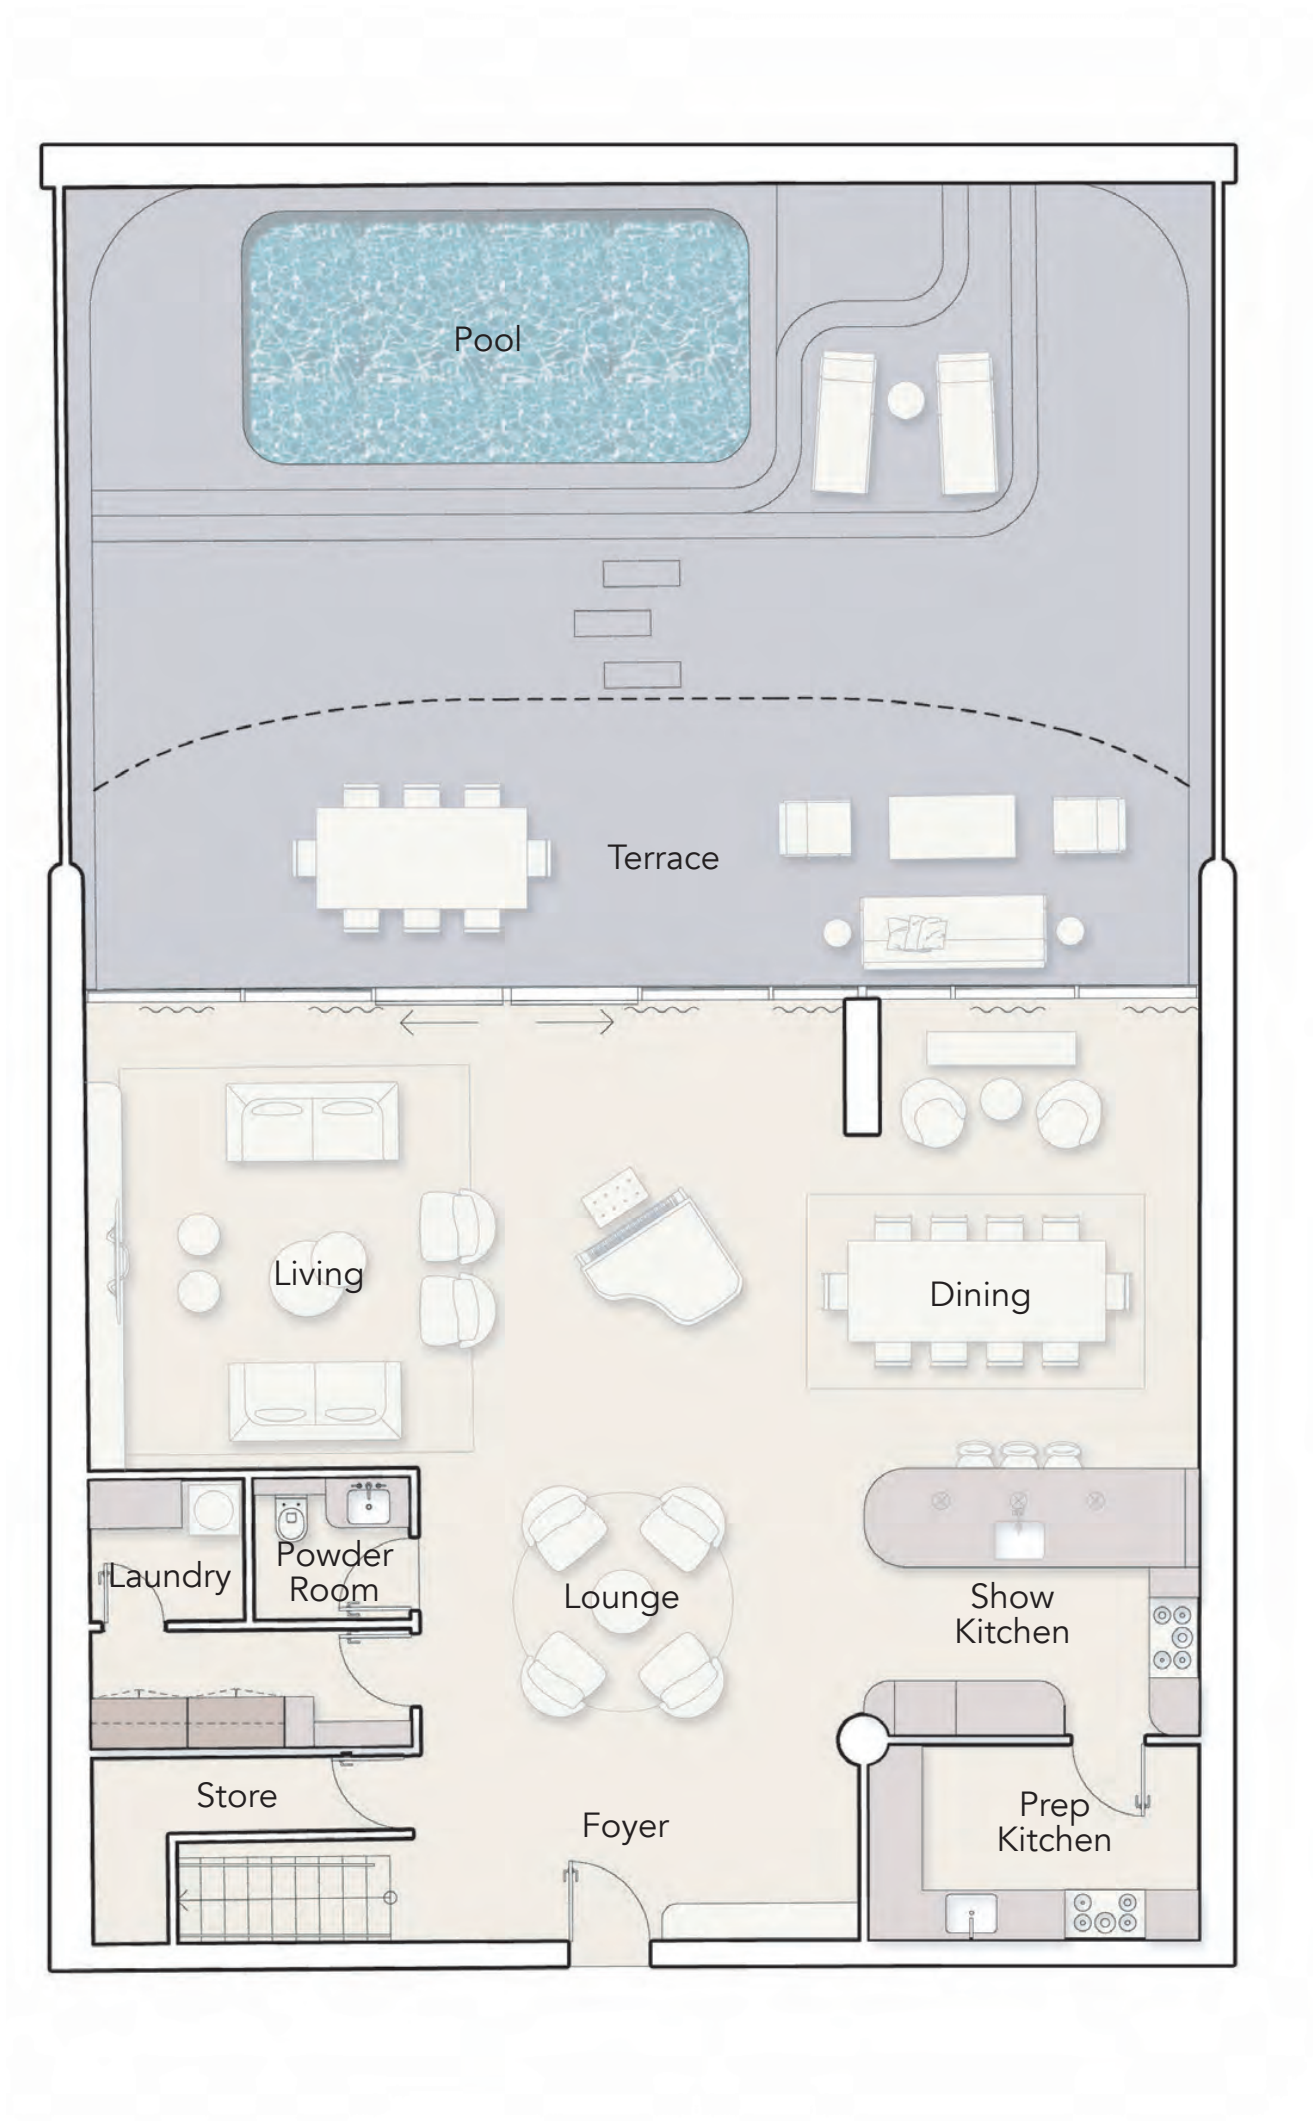 Pool
Terrace
Living
Dining
Laundry
Powder
Room
Lounge
Show
Kitchen
Store
Foyer
Prep
Kitchen